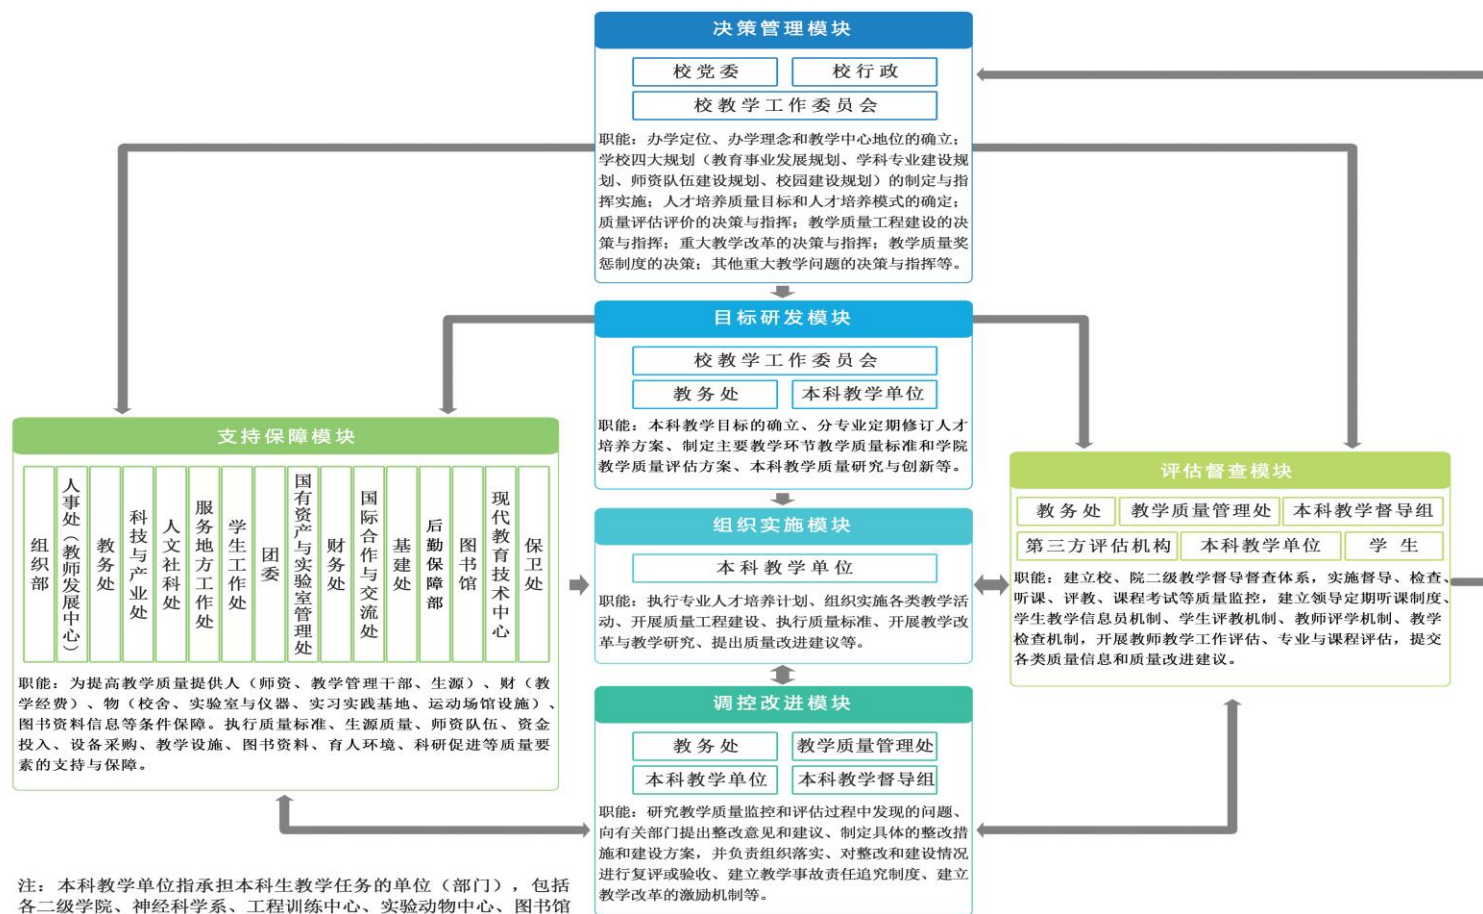 决策管理模块
校党委
校行政
校教学工作委员会
职能：办学定位、办学理念和教学中心地位的确立；
学校四大规划（教育事业发展规划、学科专业建设规
划、师资队伍建设规划、校园建设规划）的制定与指
挥实施；人才培养质量目标和人才培养模式的确定；
质量评估评价的决策与指挥；教学质量工程建设的决
策与指挥；重大教学改革的决策与指挥；教学质量奖
惩制度的决策；其他重大教学问题的决策与指挥等。
目标研发模块
校教学工作委员会
教务处
本科教学单位
职能：本科教学目标的确立、分专业定期修订人才
培养方案、制定主要教学环节教学质量标准和学院
教学质量评估方案、本科教学质量研究与创新等。
支持保障模块
组织部
人事处（教师发展中心）
教务处
科技与产业处
人文社科处
服务地方工作处
学生工作处
团委
国有资产与实验室管理处
财务处
国际合作与交流处
基建处
后勤保障部
图书馆
现代教育技术中心
保卫处
职能：为提高教学质量提供人（师资、教学管理干部、生源）、财（教
学经费）、物（校舍、实验室与仪器、实习实践基地、运动场馆设施）、
图书资料信息等条件保障。执行质量标准、生源质量、师资队伍、资金
投入、设备采购、教学设施、图书资料、育人环境、科研促进等质量要
素的支持与保障。
组织实施模块
本科教学单位
职能：执行专业人才培养计划、组织实施各类教学活
动、开展质量工程建设、执行质量标准、开展教学改
革与教学研究、提出质量改进建议等。
评估督查模块
教务处
教学质量管理处
本科教学督导组
第三方评估机构
本科教学单位
学生
职能：建立校、院二级教学督导督查体系，实施督导、检查、
听课、评教、课程考试等质量监控，建立领导定期听课制度、
学生教学信息员机制、学生评教机制、教师评学机制、教学
检查机制，开展教师教学工作评估、专业与课程评估，提交
各类质量信息和质量改进建议。
调控改进模块
教务处
教学质量管理处
本科教学单位
本科教学督导组
职能：研究教学质量监控和评估过程中发现的问题、
向有关部门提出整改意见和建议、制定具体的整改措
施和建设方案，并负责组织落实、对整改和建设情况
进行复评或验收、建立教学事故责任追究制度、建立
教学改革的激励机制等。
注：本科教学单位指承担本科生教学任务的单位（部门），包括
各二级学院、神经科学系、工程训练中心、实验动物中心、图书馆